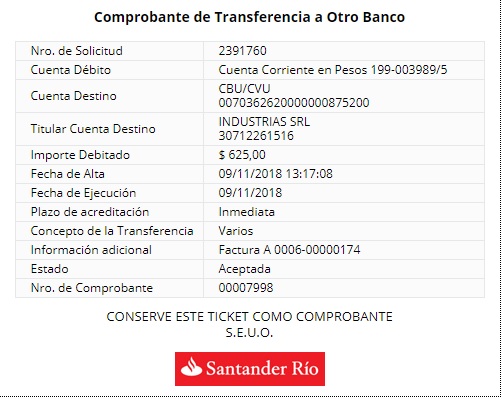 Comprobante de Transferencia a Otro Banco
Nro. de Solicitud 2391760
Cuenta Débito Cuenta Corriente en Pesos 199-003989/5
Cuenta Destino CBU/CVU
0070362620000000875200
Titular Cuenta Destino INDUSTRIAS SRL
30712261516
Importe Debitado $ 625,00
Fecha de Alta 09/11/2018 13:17:08
Fecha de Ejecución 09/11/2018
Plazo de acreditación Inmediata
Concepto de la Transferencia Varios
Información adicional Factura A 0006-00000174
Estado Aceptada
Nro. de Comprobante 00007998
CONSERVE ESTE TICKET COMO COMPROBANTE
S.E.U.O.
Santander Río